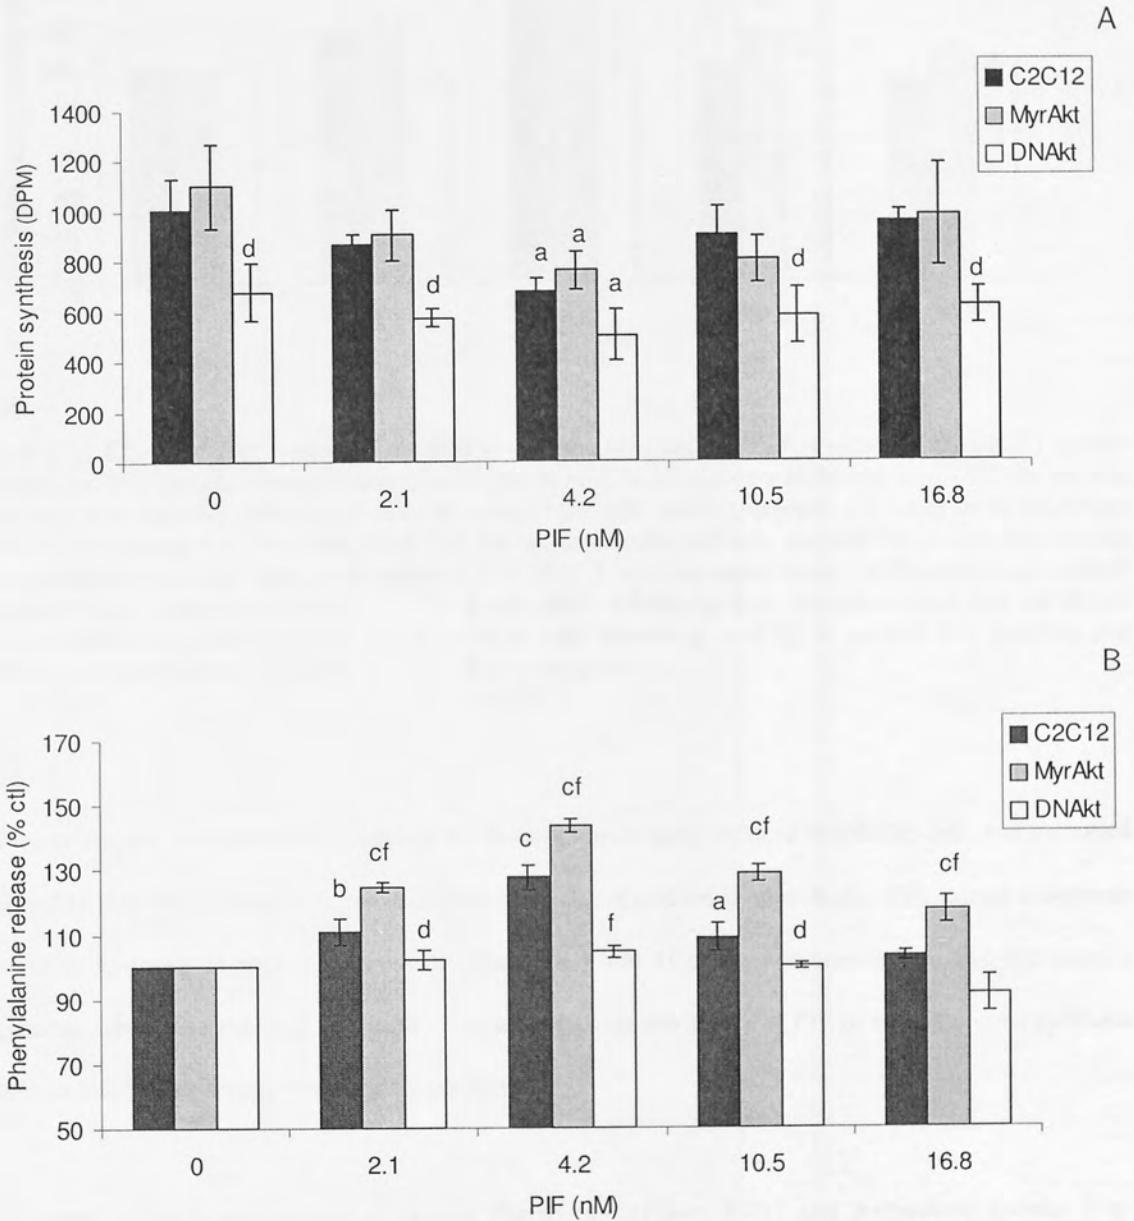 A
C2C12
MyrAkt
DNAkt
Protein synthesis (DPM)
1400
1200
1000
800
600
400
200
0
d
d
a
a
a
d
d
0
2.1
4.2
10.5
16.8
PIF (nM)
B
C2C12
MyrAkt
DNAkt
Phenylalanine release (% ctl)
170
150
130
110
90
70
50
b
cf
d
c
cf
f
a
cf
d
cf
0
2.1
4.2
10.5
16.8
PIF (nM)